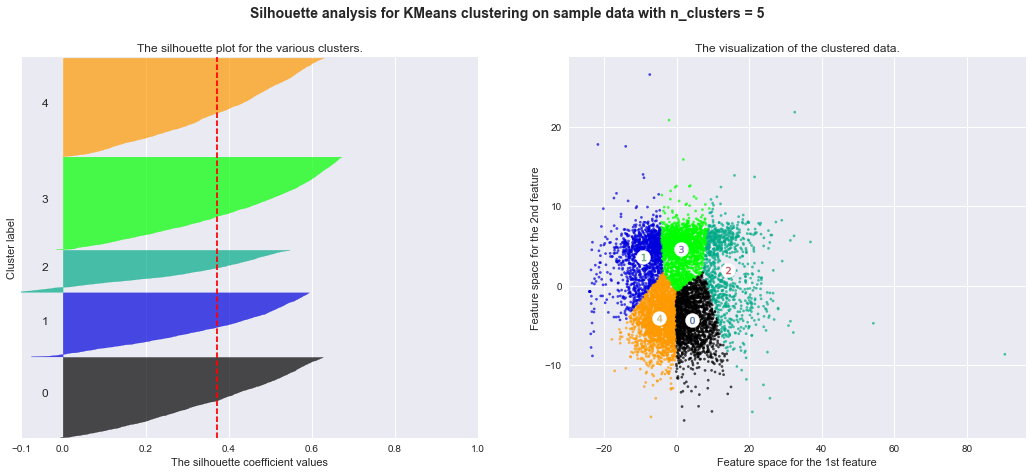 Silhouette analysis for KMeans clustering on sample data with n_clusters = 5
The silhouette plot for the various clusters.
4
3
2
1
0
Cluster label
−0.1 0.0 0.2 0.4 0.6 0.8 1.0
The silhouette coefficient values
The visualization of the clustered data.
20
10
0
−10
Feature space for the 2nd feature
1 3 2
4 0
−20 0 20 40 60 80
Feature space for the 1st feature